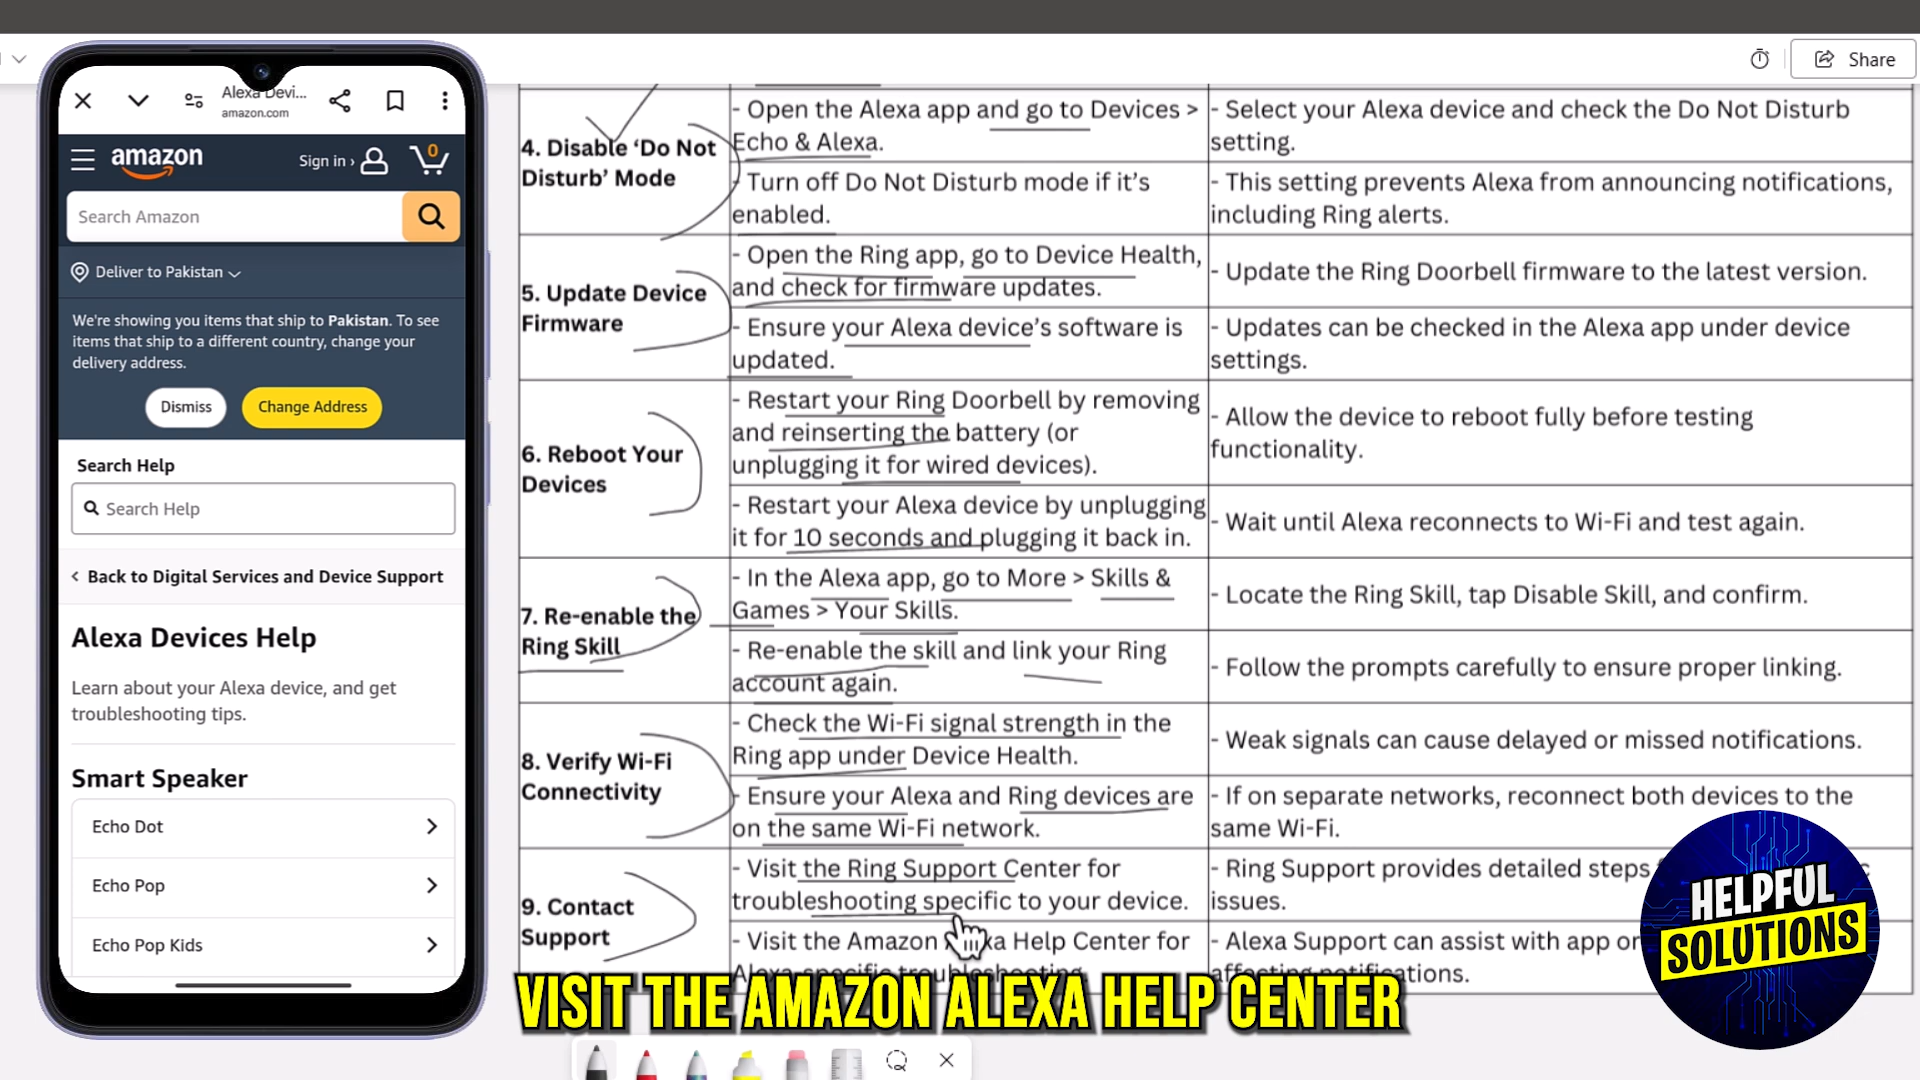 Share
Alexa Devi...
amazon.com
amazon
Sign in ›
0
Search Amazon
Deliver to Pakistan
We're showing you items that ship to Pakistan. To see
items that ship to a different country, change your
delivery address.
Dismiss
Change Address
Search Help
Search Help
Back to Digital Services and Device Support
Alexa Devices Help
Learn about your Alexa device, and get
troubleshooting tips.
Smart Speaker
Echo Dot
Echo Pop
Echo Pop Kids
4. Disable ‘Do Not
Disturb’ Mode
- Open the Alexa app and go to Devices >
Echo & Alexa.
- Select your Alexa device and check the Do Not Disturb
setting.
- Turn off Do Not Disturb mode if it’s
enabled.
- This setting prevents Alexa from announcing notifications,
including Ring alerts.
5. Update Device
Firmware
- Open the Ring app, go to Device Health,
and check for firmware updates.
- Update the Ring Doorbell firmware to the latest version.
- Ensure your Alexa device’s software is
updated.
- Updates can be checked in the Alexa app under device
settings.
6. Reboot Your
Devices
- Restart your Ring Doorbell by removing
and reinserting the battery (or
unplugging it for wired devices).
- Allow the device to reboot fully before testing
functionality.
- Restart your Alexa device by unplugging
it for 10 seconds and plugging it back in.
- Wait until Alexa reconnects to Wi-Fi and test again.
7. Re-enable the
Ring Skill
- In the Alexa app, go to More > Skills &
Games > Your Skills.
- Locate the Ring Skill, tap Disable Skill, and confirm.
- Re-enable the skill and link your Ring
account again.
- Follow the prompts carefully to ensure proper linking.
8. Verify Wi-Fi
Connectivity
- Check the Wi-Fi signal strength in the
Ring app under Device Health.
- Weak signals can cause delayed or missed notifications.
- Ensure your Alexa and Ring devices are
on the same Wi-Fi network.
- If on separate networks, reconnect both devices to the
same Wi-Fi.
9. Contact
Support
- Visit the Ring Support Center for
troubleshooting specific to your device.
- Ring Support provides detailed steps
issues.
- Visit the Amazon Alexa Help Center for
Alexa-specific troubleshooting.
- Alexa Support can assist with app or
affecting notifications.
VISIT THE AMAZON ALEXA HELP CENTER
HELPFUL
SOLUTIONS